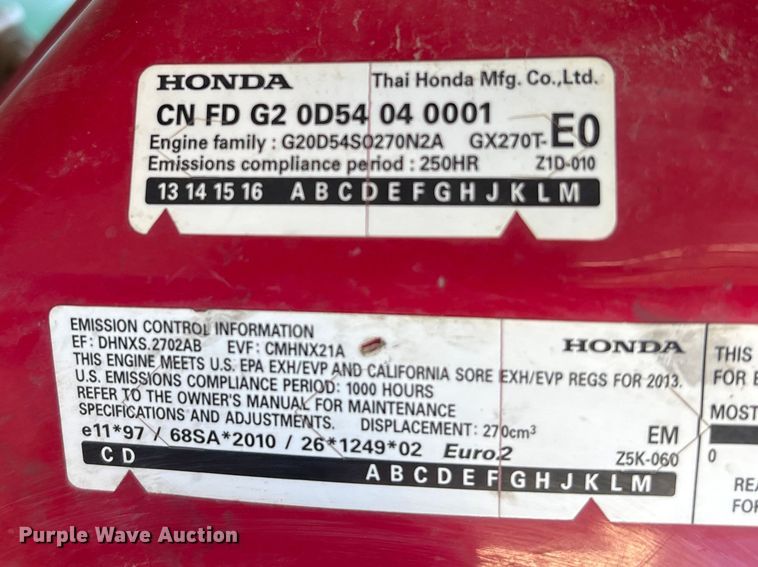 HONDA Thai Honda Mfg. Co.,Ltd.
CN FD G2 0D54 04 0001
Engine family : G20D54SO270N2A GX270T-E0
Emissions compliance period : 250HR Z1D-010
13 14 15 16 A B C D E F G H J K L M
EMISSION CONTROL INFORMATION
EF: DHNXS.2702AB EVF: CMHNX21A HONDA
THIS ENGINE MEETS U.S. EPA EXH/EVP AND CALIFORNIA SORE EXH/EVP REGS FOR 2013.
U.S. EMISSIONS COMPLIANCE PERIOD: 1000 HOURS
REFER TO THE OWNER'S MANUAL FOR MAINTENANCE
SPECIFICATIONS AND ADJUSTMENTS. DISPLACEMENT: 270cm³
e11*97 / 68SA*2010 / 26*1249*02 Euro.2 EM
Z5K-060
C D A B C D E F G H J K L M
THIS
FOR E
MOST
0
REA
FOR
Purple Wave Auction